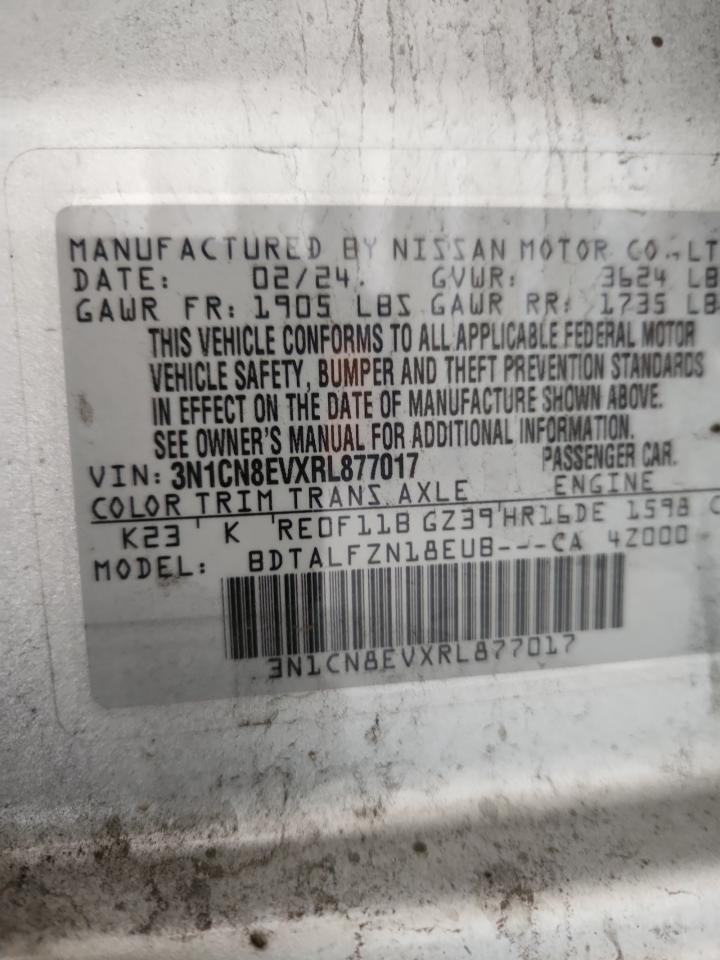 MANUFACTURED BY NISSAN MOTOR CO.,LT
DATE: 02/24. GVWR: 3624 LB
GAWR FR: 1905 LBS GAWR RR: 1735 LB
THIS VEHICLE CONFORMS TO ALL APPLICABLE FEDERAL MOTOR
VEHICLE SAFETY, BUMPER AND THEFT PREVENTION STANDARDS
IN EFFECT ON THE DATE OF MANUFACTURE SHOWN ABOVE.
SEE OWNER'S MANUAL FOR ADDITIONAL INFORMATION.
VIN: 3N1CN8EVXRL877017 PASSENGER CAR.
COLOR TRIM TRANS AXLE ENGINE
K23 K RE0F11B GZ39 HR16DE 1598 C
MODEL: BDTALFZN18EUB---CA 4Z000 -
3N1CN8EVXRL877017